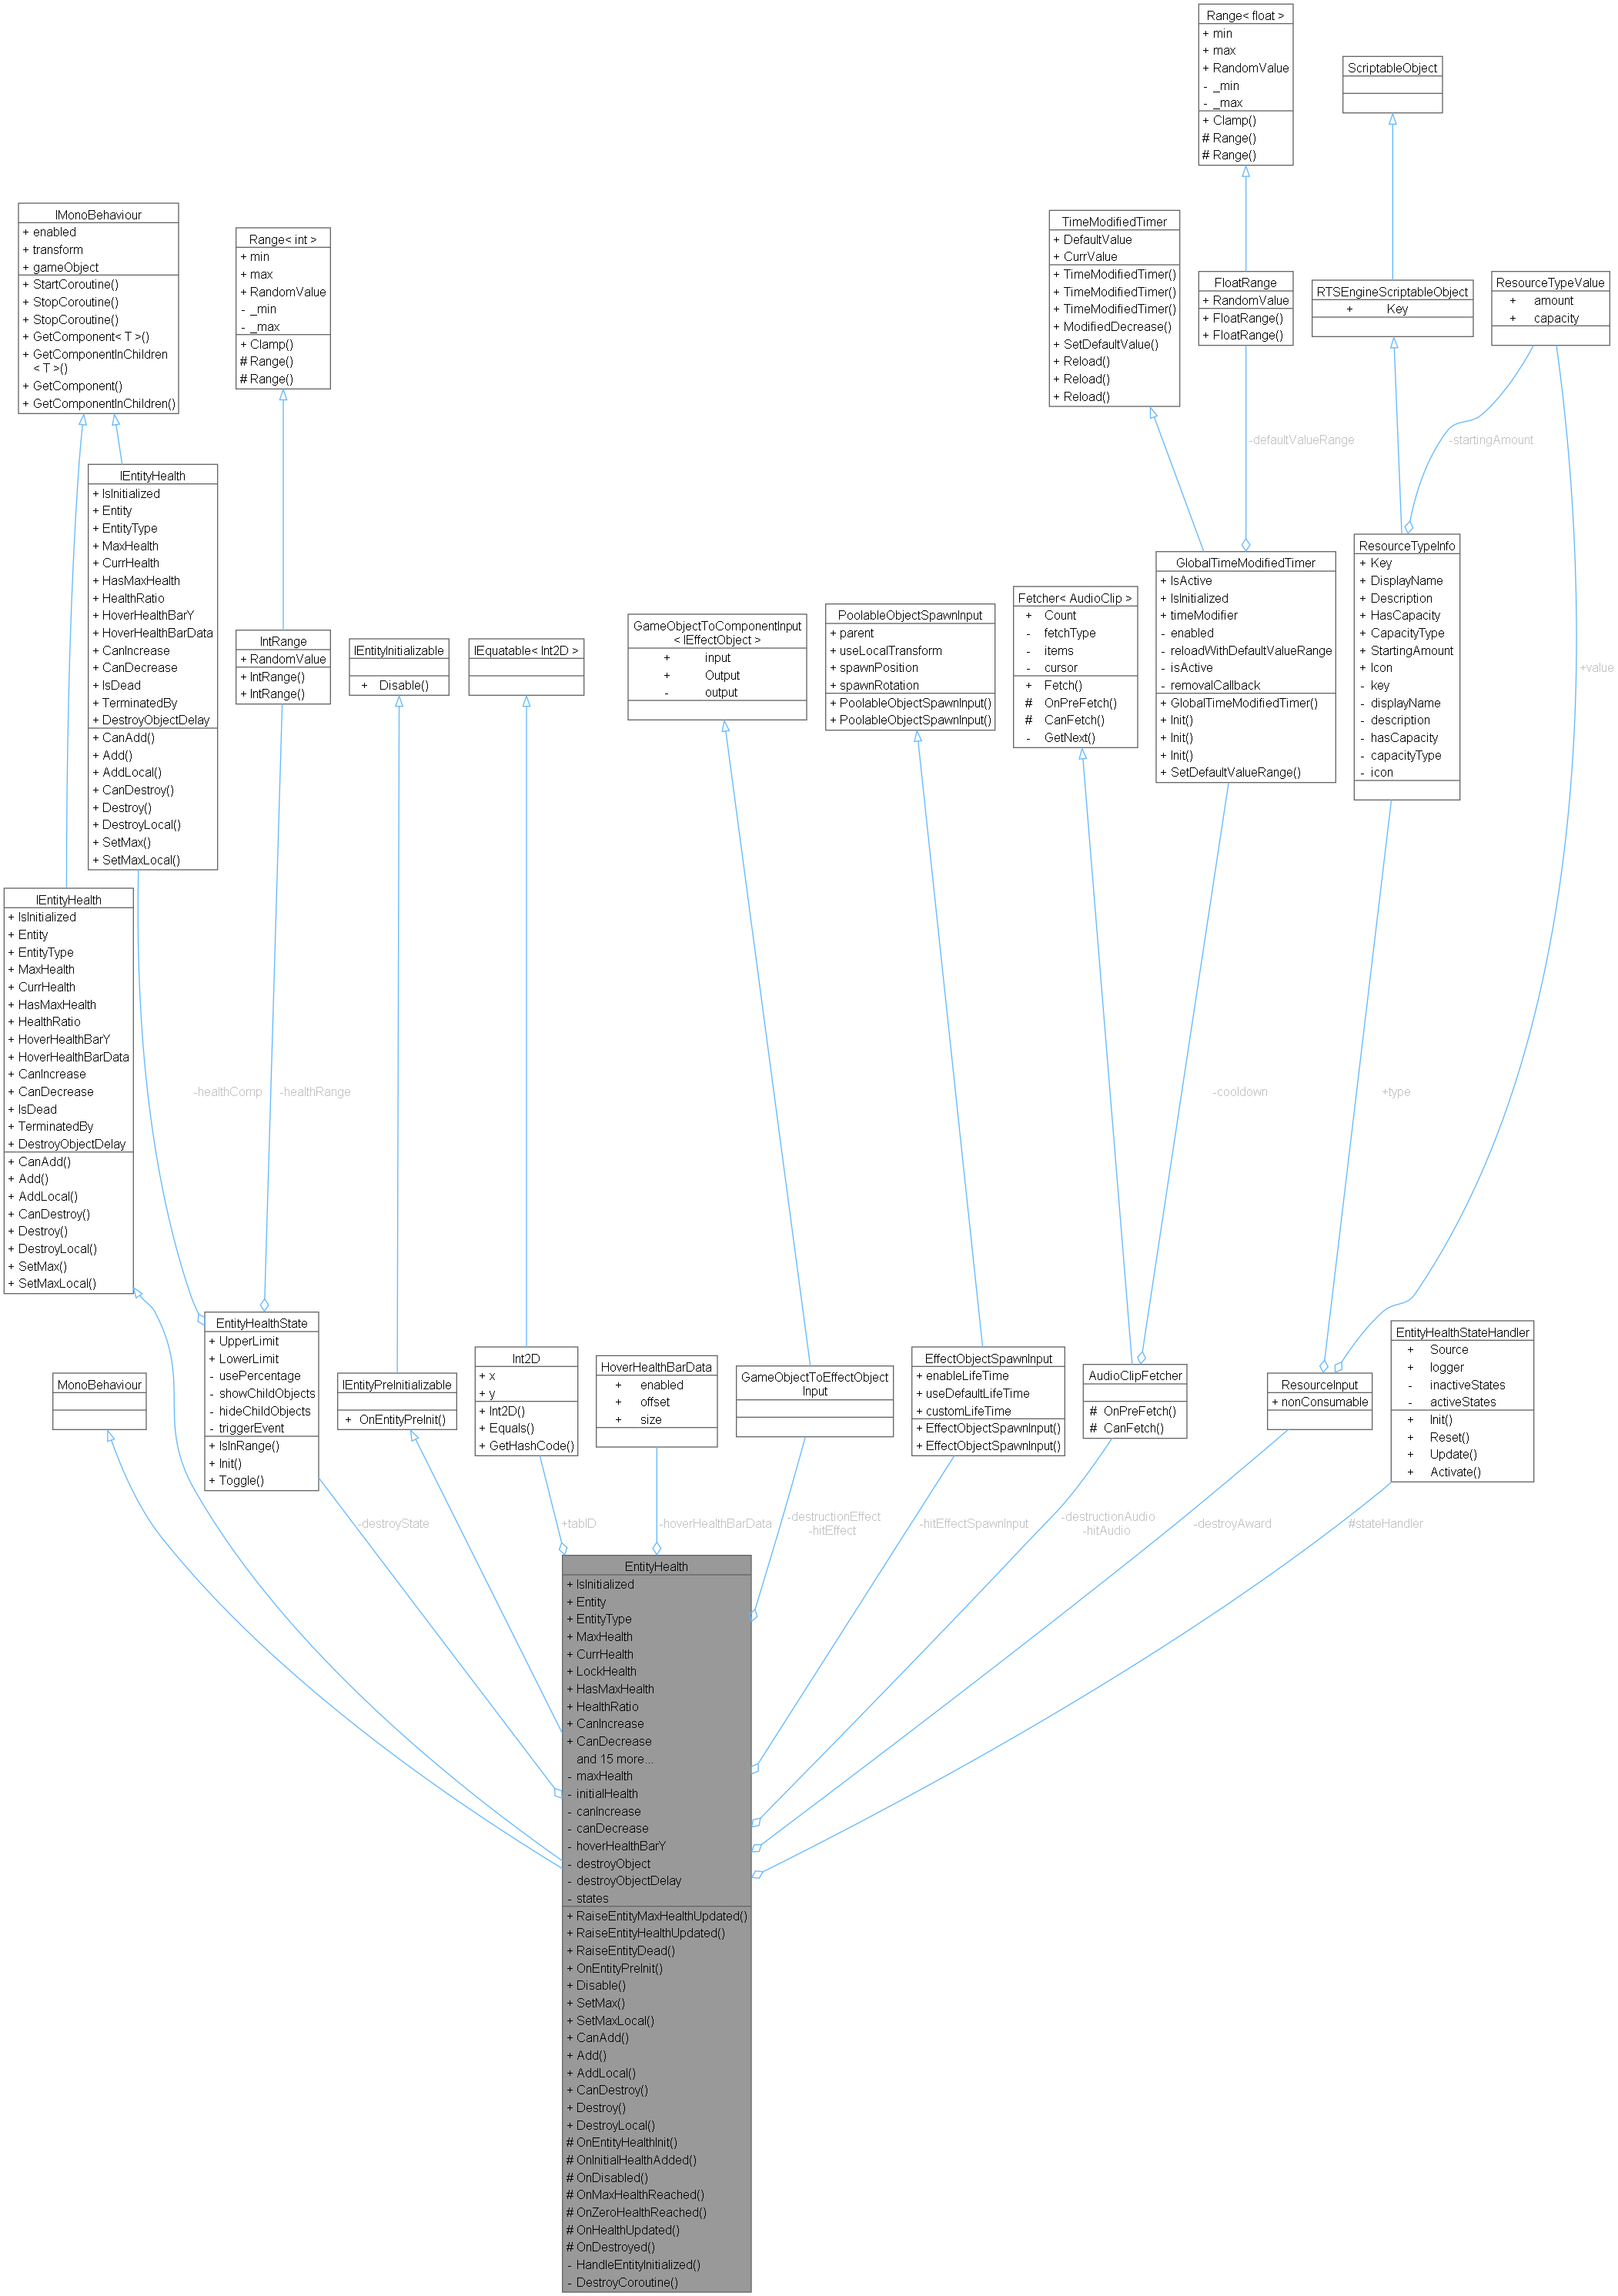 Range< float >
+ min
+ max
+ RandomValue
- _min
- _max
+ Clamp()
# Range()
# Range()
ScriptableObject
IMonoBehaviour
+ enabled
+ transform
+ gameObject
+ StartCoroutine()
+ StopCoroutine()
+ StopCoroutine()
+ GetComponent< T >()
+ GetComponentInChildren
< T >()
+ GetComponent()
+ GetComponentInChildren()
Range< int >
+ min
+ max
+ RandomValue
- _min
- _max
+ Clamp()
# Range()
# Range()
TimeModifiedTimer
+ DefaultValue
+ CurrValue
+ TimeModifiedTimer()
+ TimeModifiedTimer()
+ TimeModifiedTimer()
+ ModifiedDecrease()
+ SetDefaultValue()
+ Reload()
+ Reload()
+ Reload()
FloatRange
+ RandomValue
+ FloatRange()
+ FloatRange()
RTSEngineScriptableObject
+ Key
ResourceTypeValue
+ amount
+ capacity
-defaultValueRange
-startingAmount
IEntityHealth
+ IsInitialized
+ Entity
+ EntityType
+ MaxHealth
+ CurrHealth
+ HasMaxHealth
+ HealthRatio
+ HoverHealthBarY
+ HoverHealthBarData
+ CanIncrease
+ CanDecrease
+ IsDead
+ TerminatedBy
+ DestroyObjectDelay
+ CanAdd()
+ Add()
+ AddLocal()
+ CanDestroy()
+ Destroy()
+ DestroyLocal()
+ SetMax()
+ SetMaxLocal()
IntRange
+ RandomValue
+ IntRange()
+ IntRange()
IEntityInitializable
+ Disable()
IEquatable< Int2D >
GameObjectToComponentInput
< IEffectObject >
+ input
+ Output
- output
PoolableObjectSpawnInput
+ parent
+ useLocalTransform
+ spawnPosition
+ spawnRotation
+ PoolableObjectSpawnInput()
+ PoolableObjectSpawnInput()
Fetcher< AudioClip >
+ Count
- fetchType
- items
- cursor
+ Fetch()
# OnPreFetch()
# CanFetch()
- GetNext()
GlobalTimeModifiedTimer
+ IsActive
+ IsInitialized
+ timeModifier
- enabled
- reloadWithDefaultValueRange
- isActive
- removalCallback
+ GlobalTimeModifiedTimer()
+ Init()
+ Init()
+ Init()
+ SetDefaultValueRange()
ResourceTypeInfo
+ Key
+ DisplayName
+ Description
+ HasCapacity
+ CapacityType
+ StartingAmount
+ Icon
- key
- displayName
- description
- hasCapacity
- capacityType
- icon
+value
IEntityHealth
+ IsInitialized
+ Entity
+ EntityType
+ MaxHealth
+ CurrHealth
+ HasMaxHealth
+ HealthRatio
+ HoverHealthBarY
+ HoverHealthBarData
+ CanIncrease
+ CanDecrease
+ IsDead
+ TerminatedBy
+ DestroyObjectDelay
+ CanAdd()
+ Add()
+ AddLocal()
+ CanDestroy()
+ Destroy()
+ DestroyLocal()
+ SetMax()
+ SetMaxLocal()
-healthComp
-healthRange
-cooldown
+type
MonoBehaviour
EntityHealthState
+ UpperLimit
+ LowerLimit
- usePercentage
- showChildObjects
- hideChildObjects
- triggerEvent
+ IsInRange()
+ Init()
+ Toggle()
IEntityPreInitializable
+ OnEntityPreInit()
Int2D
+ x
+ y
+ Int2D()
+ Equals()
+ GetHashCode()
HoverHealthBarData
+ enabled
+ offset
+ size
GameObjectToEffectObject
Input
EffectObjectSpawnInput
+ enableLifeTime
+ useDefaultLifeTime
+ customLifeTime
+ EffectObjectSpawnInput()
+ EffectObjectSpawnInput()
AudioClipFetcher
# OnPreFetch()
# CanFetch()
ResourceInput
+ nonConsumable
EntityHealthStateHandler
+ Source
+ logger
- inactiveStates
- activeStates
+ Init()
+ Reset()
+ Update()
+ Activate()
-destroyState
+tabID
-hoverHealthBarData
-destructionEffect
-hitEffect
-hitEffectSpawnInput
-destructionAudio
-hitAudio
-destroyAward
#stateHandler
EntityHealth
+ IsInitialized
+ Entity
+ EntityType
+ MaxHealth
+ CurrHealth
+ LockHealth
+ HasMaxHealth
+ HealthRatio
+ CanIncrease
+ CanDecrease
and 15 more...
- maxHealth
- initialHealth
- canIncrease
- canDecrease
- hoverHealthBarY
- destroyObject
- destroyObjectDelay
- states
+ RaiseEntityMaxHealthUpdated()
+ RaiseEntityHealthUpdated()
+ RaiseEntityDead()
+ OnEntityPreInit()
+ Disable()
+ SetMax()
+ SetMaxLocal()
+ CanAdd()
+ Add()
+ AddLocal()
+ CanDestroy()
+ Destroy()
+ DestroyLocal()
# OnEntityHealthInit()
# OnInitialHealthAdded()
# OnDisabled()
# OnMaxHealthReached()
# OnZeroHealthReached()
# OnHealthUpdated()
# OnDestroyed()
- HandleEntityInitialized()
- DestroyCoroutine()